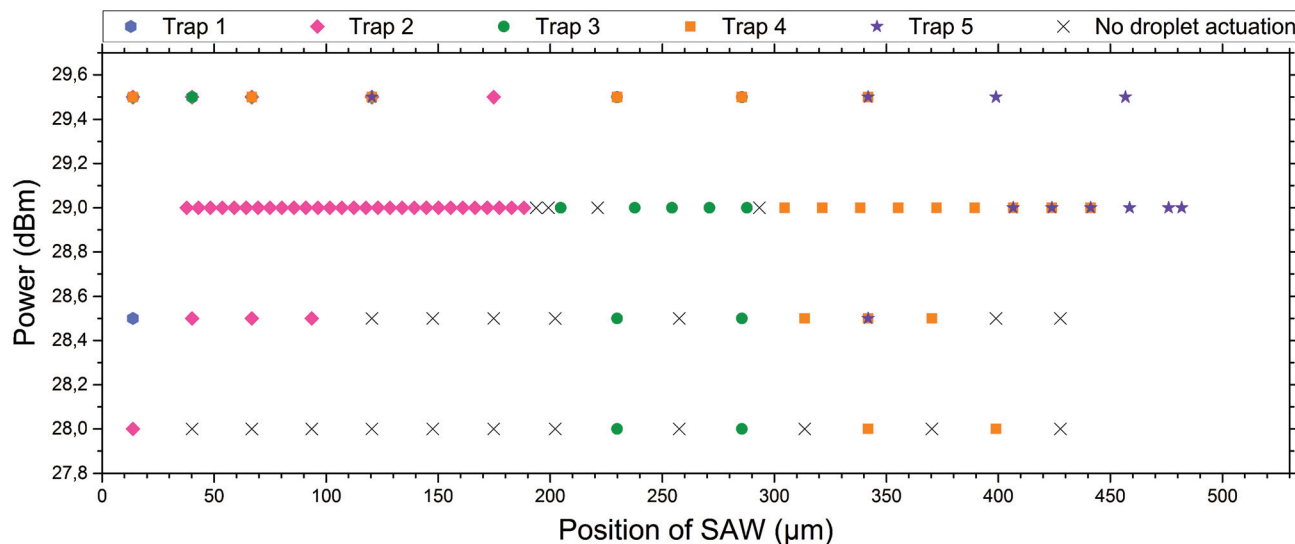 Trap 1 Trap 2 Trap 3 Trap 4 Trap 5 No droplet actuation
29,6
29,4
29,2
29,0
28,8
28,6
28,4
28,2
28,0
27,8
Power (dBm)
0 50 100 150 200 250 300 350 400 450 500
Position of SAW (µm)